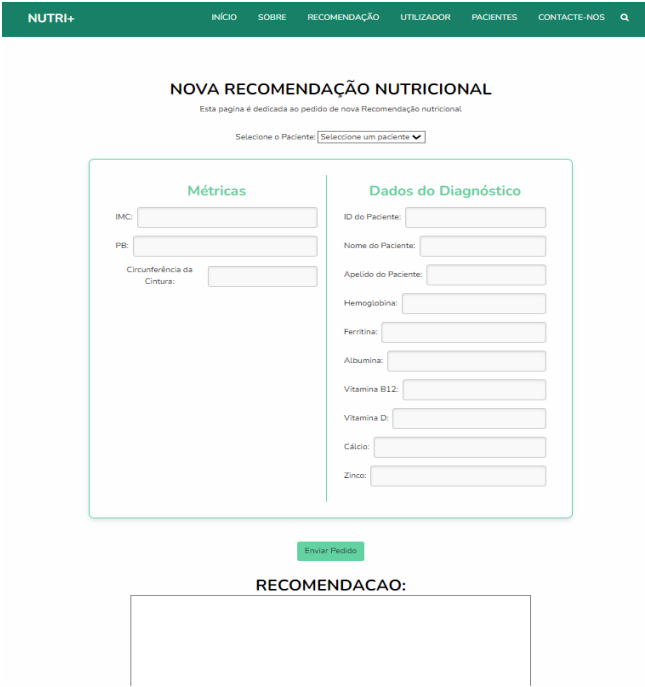 NUTRI+ INÍCIO SOBRE RECOMENDAÇÃO UTILIZADOR PACIENTES CONTACTE-NOS
NOVA RECOMENDAÇÃO NUTRICIONAL
Esta pagina é dedicada ao pedido de nova Recomendação nutricional
Selecione o Paciente: Seleccione um paciente
Métricas
IMC:
PB:
Circunferência da
Cintura:
Dados do Diagnóstico
ID do Paciente:
Nome do Paciente:
Apelido do Paciente:
Hemoglobina:
Ferritina:
Albumina:
Vitamina B12:
Vitamina D:
Cálcio:
Zinco:
Enviar Pedido
RECOMENDACAO: